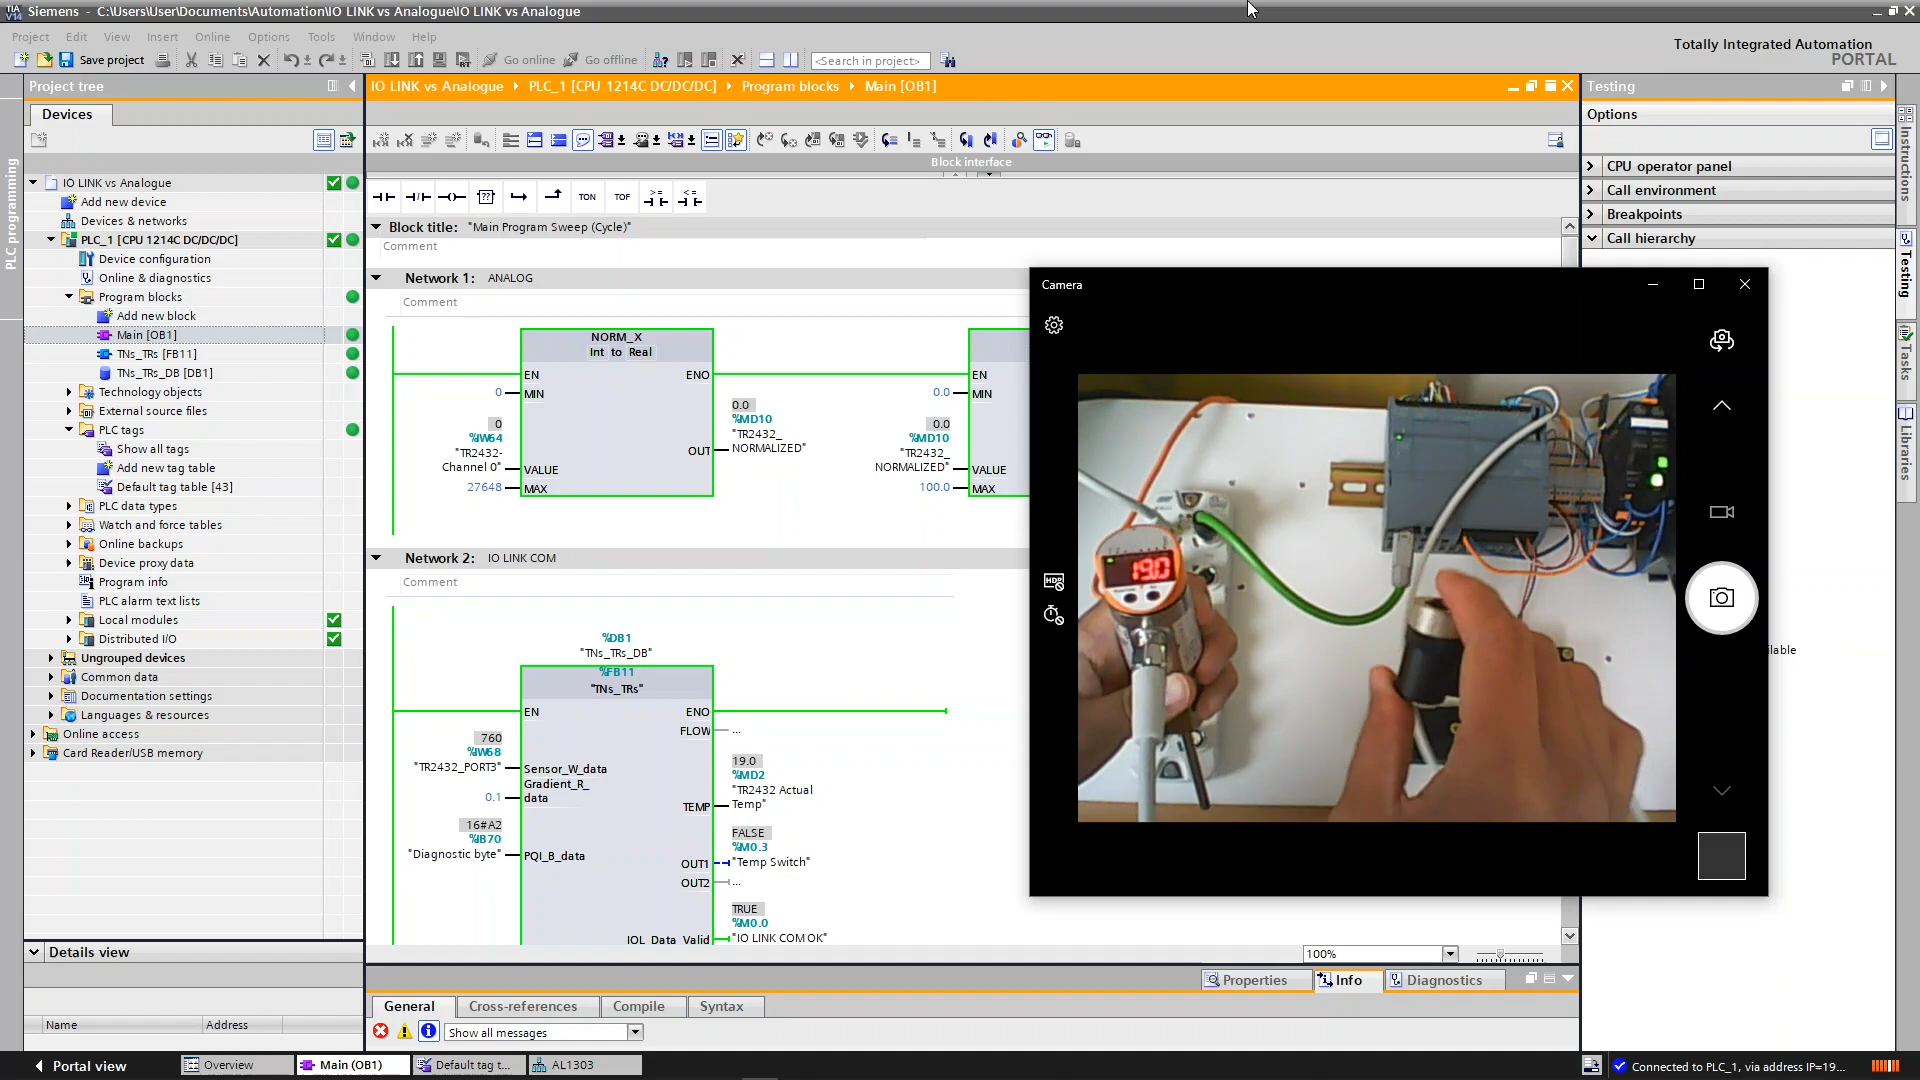 Siemens - C:\Users\User\Documents\Automation\IO LINK vs Analogue\IO LINK vs Analogue
Project Edit View Insert Online Options Tools Window Help
Totally Integrated Automation
PORTAL
Save project
Go online
Go offline
<Search in project>
Project tree
IO LINK vs Analogue
PLC_1 [CPU 1214C DC/DC/DC]
Program blocks
Main [OB1]
Testing
Devices
Options
PLC programming
Block interface
CPU operator panel
Call environment
Breakpoints
Call hierarchy
Instructions
Testing
Tasks
Libraries
IO LINK vs Analogue
Add new device
Devices & networks
PLC_1 [CPU 1214C DC/DC/DC]
Device configuration
Online & diagnostics
Program blocks
Add new block
Main [OB1]
TNs_TRs [FB11]
TNs_TRs_DB [DB1]
Technology objects
External source files
PLC tags
Show all tags
Add new tag table
Default tag table [43]
PLC data types
Watch and force tables
Online backups
Device proxy data
Program info
PLC alarm text lists
Local modules
Distributed I/O
Ungrouped devices
Common data
Documentation settings
Languages & resources
Online access
Card Reader/USB memory
Details view
Name Address
TON TOF
Block title: "Main Program Sweep (Cycle)"
Comment
Network 1: ANALOG
Comment
NORM_X
Int to Real
EN ENO
0 MIN
0
%IW64
"TR2432-
Channel 0" VALUE
27648 MAX
OUT
0.0
%MD10
"TR2432_
NORMALIZED"
EN
0.0 MIN
0.0
%MD10
"TR2432_
NORMALIZED" VALUE
100.0 MAX
Network 2: IO LINK COM
Comment
%DB1
"TNs_TRs_DB"
%FB11
"TNs_TRs"
EN ENO
FLOW ...
760
%IW68
"TR2432_PORT3" Sensor_W_data
Gradient_R_
0.1 data
16#A2
%IB70
"Diagnostic byte" PQI_B_data
19.0
%MD2
"TR2432 Actual
TEMP Temp"
FALSE
%M0.3
OUT1 "Temp Switch"
OUT2 ...
TRUE
%M0.0
IOL_Data_Valid "IO LINK COM OK"
Camera
HDR
19.0
ilable
100%
Properties Info Diagnostics
General Cross-references Compile Syntax
Show all messages
Portal view
Overview
Main (OB1)
Default tag t...
AL1303
Connected to PLC_1, via address IP=19...